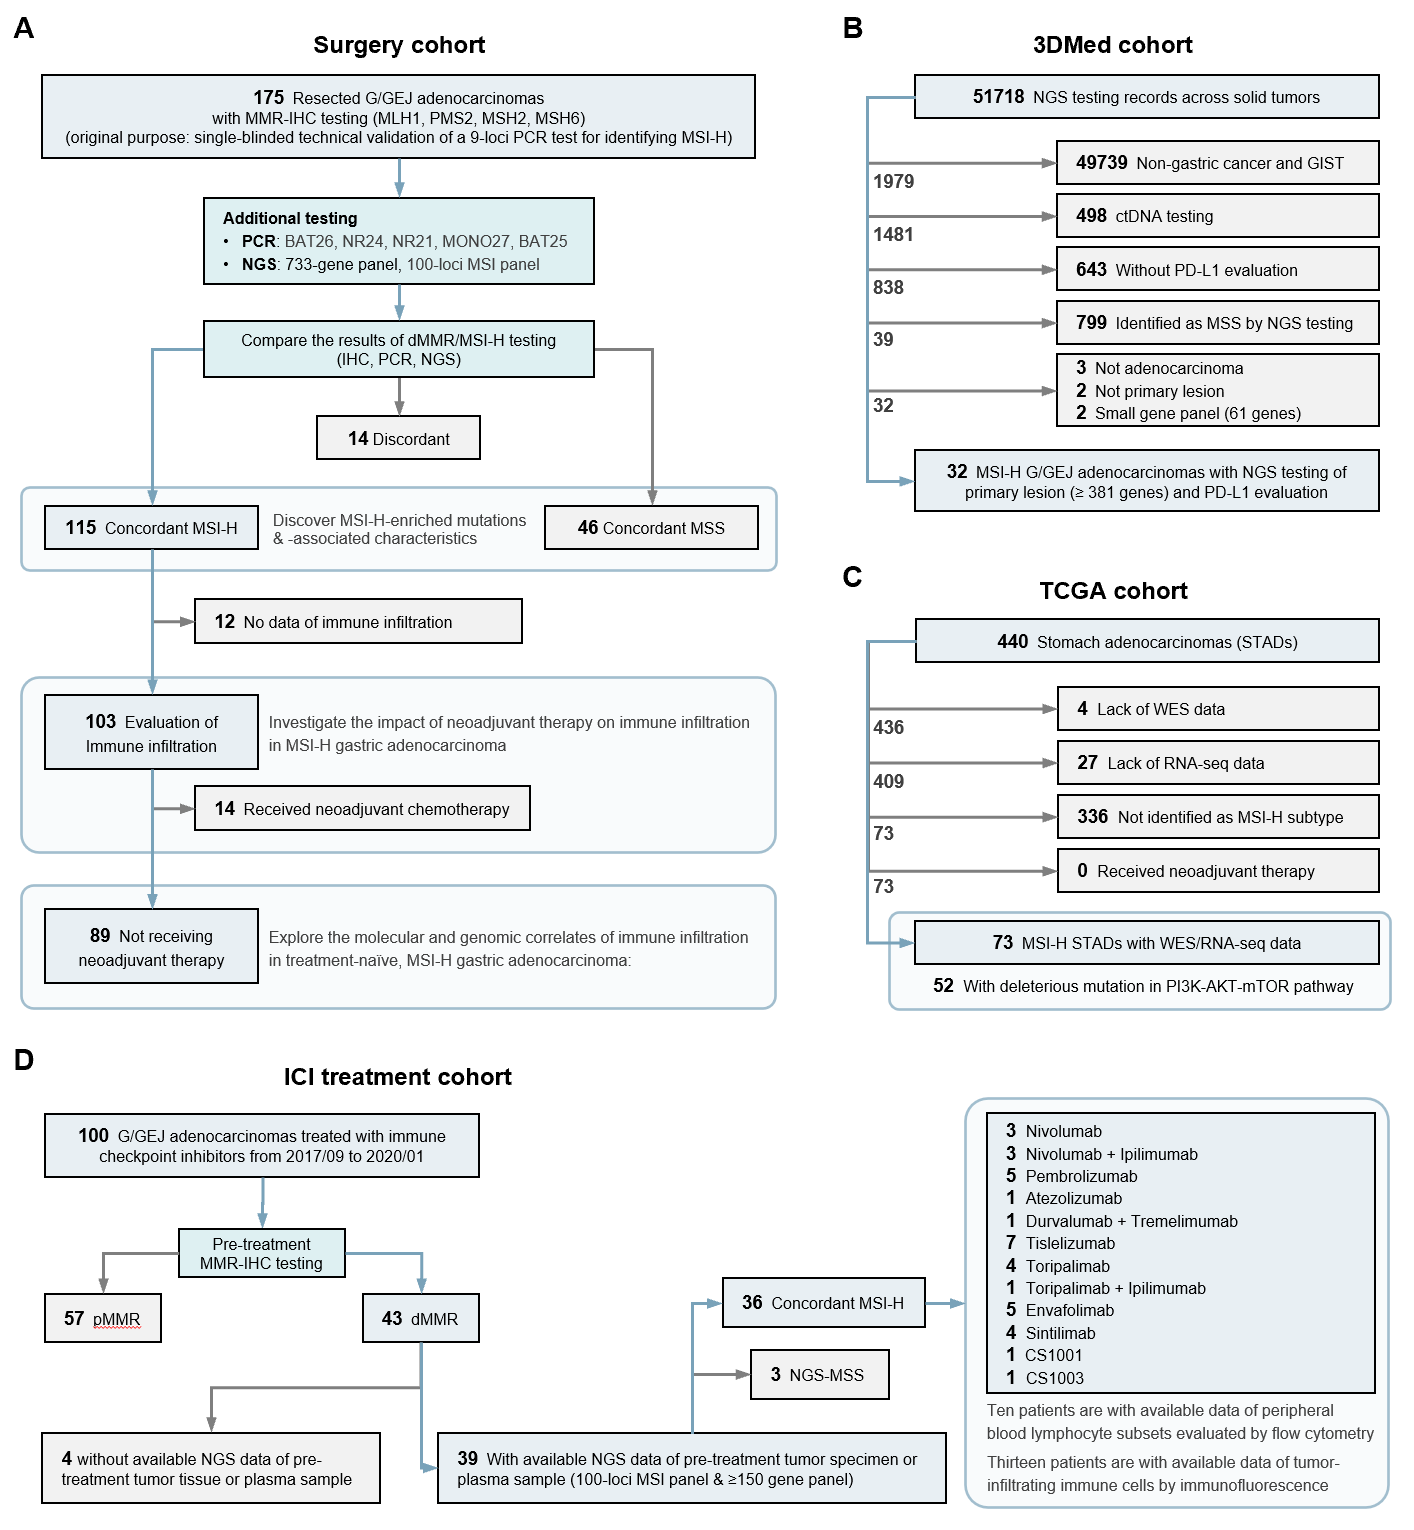 A
Surgery cohort
175 Resected G/GEJ adenocarcinomas
with MMR-IHC testing (MLH1, PMS2, MSH2, MSH6)
(original purpose: single-blinded technical validation of a 9-loci PCR test for identifying MSI-H)
Additional testing
• PCR: BAT26, NR24, NR21, MONO27, BAT25
• NGS: 733-gene panel, 100-loci MSI panel
Compare the results of dMMR/MSI-H testing
(IHC, PCR, NGS)
14 Discordant
115 Concordant MSI-H
Discover MSI-H-enriched mutations
& -associated characteristics
46 Concordant MSS
12 No data of immune infiltration
103 Evaluation of
Immune infiltration
Investigate the impact of neoadjuvant therapy on immune infiltration
in MSI-H gastric adenocarcinoma
14 Received neoadjuvant chemotherapy
89 Not receiving
neoadjuvant therapy
Explore the molecular and genomic correlates of immune infiltration
in treatment-naïve, MSI-H gastric adenocarcinoma:
B
3DMed cohort
51718 NGS testing records across solid tumors
49739 Non-gastric cancer and GIST
1979
498 ctDNA testing
1481
643 Without PD-L1 evaluation
838
799 Identified as MSS by NGS testing
39
3 Not adenocarcinoma
2 Not primary lesion
2 Small gene panel (61 genes)
32
32 MSI-H G/GEJ adenocarcinomas with NGS testing of
primary lesion (≥ 381 genes) and PD-L1 evaluation
C
TCGA cohort
440 Stomach adenocarcinomas (STADs)
4 Lack of WES data
436
27 Lack of RNA-seq data
409
336 Not identified as MSI-H subtype
73
0 Received neoadjuvant therapy
73
73 MSI-H STADs with WES/RNA-seq data
52 With deleterious mutation in PI3K-AKT-mTOR pathway
D
ICI treatment cohort
100 G/GEJ adenocarcinomas treated with immune
checkpoint inhibitors from 2017/09 to 2020/01
Pre-treatment
MMR-IHC testing
57 pMMR
43 dMMR
4 without available NGS data of pre-
treatment tumor tissue or plasma sample
39 With available NGS data of pre-treatment tumor specimen or
plasma sample (100-loci MSI panel & ≥150 gene panel)
36 Concordant MSI-H
3 NGS-MSS
3 Nivolumab
3 Nivolumab + Ipilimumab
5 Pembrolizumab
1 Atezolizumab
1 Durvalumab + Tremelimumab
7 Tislelizumab
4 Toripalimab
1 Toripalimab + Ipilimumab
5 Envafolimab
4 Sintilimab
1 CS1001
1 CS1003
Ten patients are with available data of peripheral
blood lymphocyte subsets evaluated by flow cytometry
Thirteen patients are with available data of tumor-
infiltrating immune cells by immunofluorescence